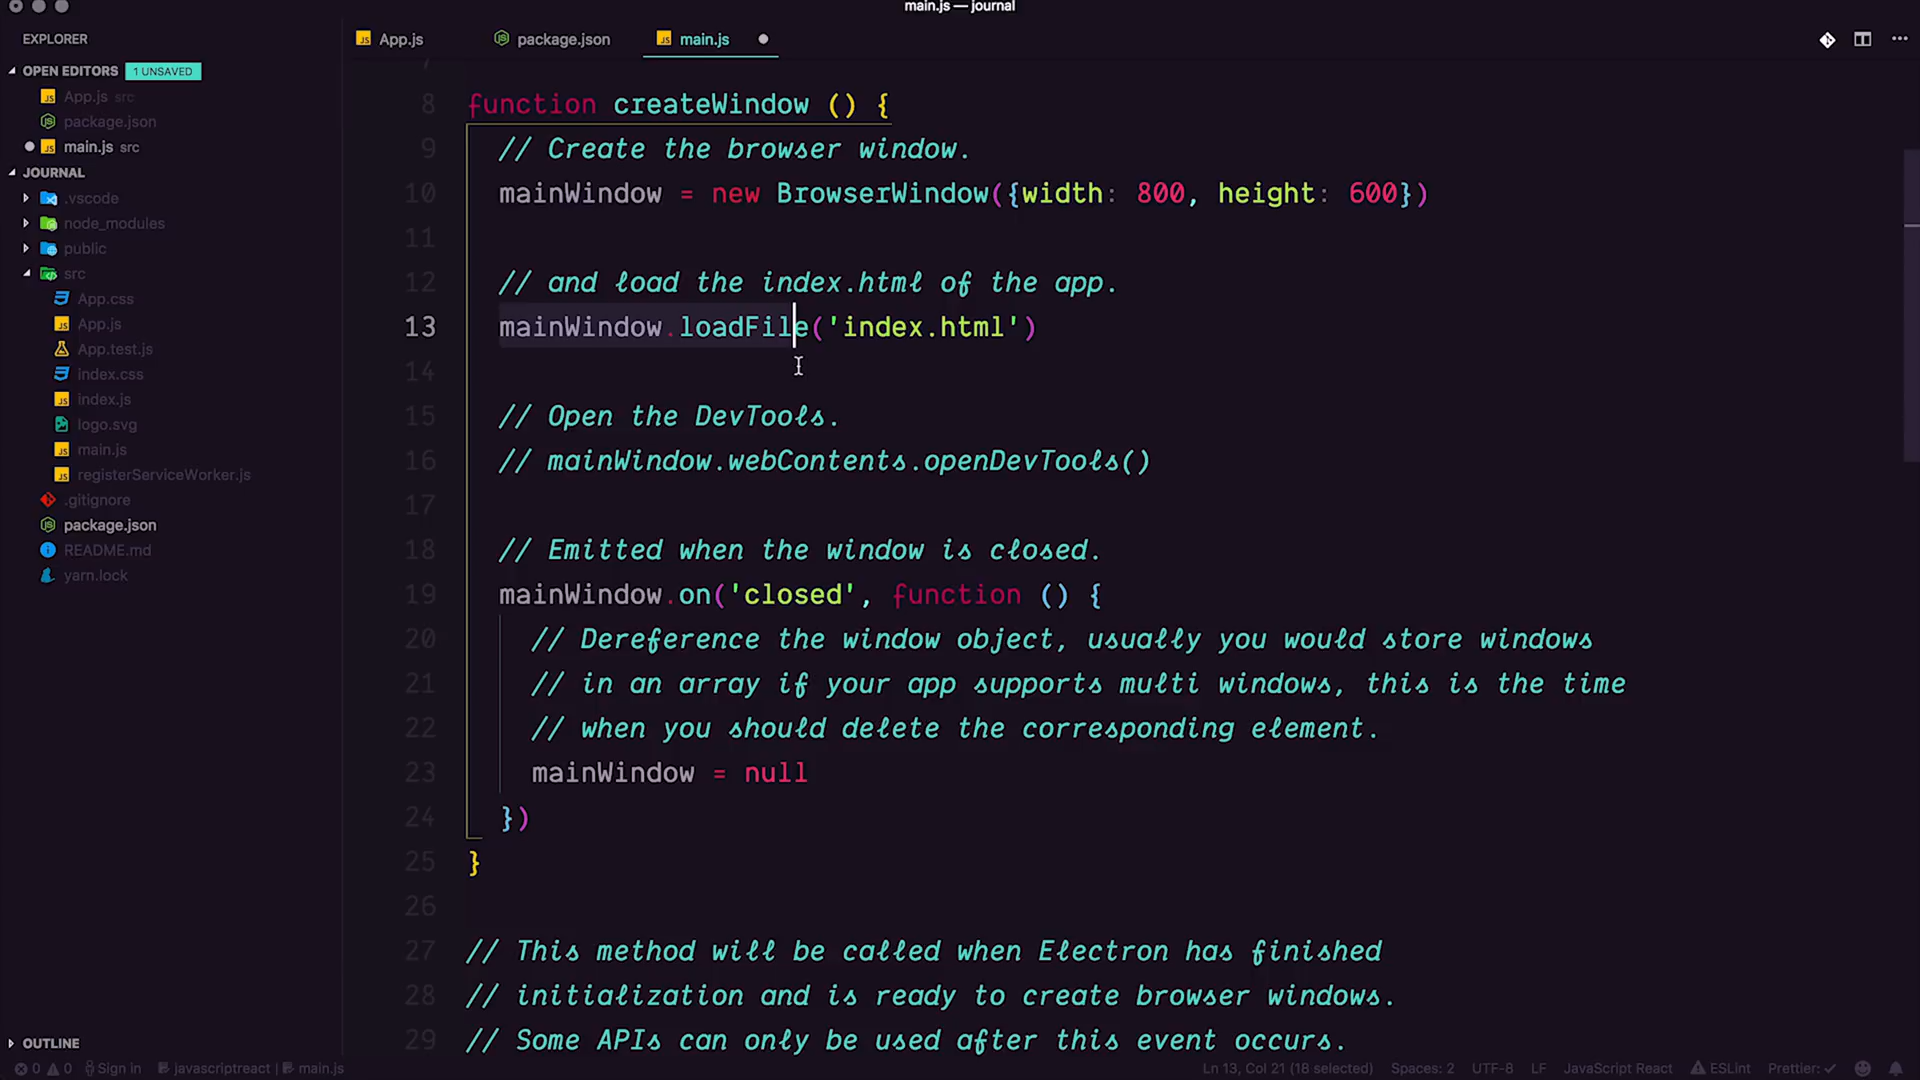 main.js — journal
EXPLORER
OPEN EDITORS 1 UNSAVED
App.js src
package.json
main.js src
JOURNAL
.vscode
node_modules
public
src
App.css
App.js
App.test.js
index.css
index.js
logo.svg
main.js
registerServiceWorker.js
.gitignore
package.json
README.md
yarn.lock
OUTLINE
App.js package.json main.js
8 function createWindow () {
9 // Create the browser window.
10 mainWindow = new BrowserWindow({width: 800, height: 600})
11
12 // and load the index.html of the app.
13 mainWindow.loadFile('index.html')
14
15 // Open the DevTools.
16 // mainWindow.webContents.openDevTools()
17
18 // Emitted when the window is closed.
19 mainWindow.on('closed', function () {
20 // Dereference the window object, usually you would store windows
21 // in an array if your app supports multi windows, this is the time
22 // when you should delete the corresponding element.
23 mainWindow = null
24 })
25 }
26
27 // This method will be called when Electron has finished
28 // initialization and is ready to create browser windows.
29 // Some APIs can only be used after this event occurs.
0 0 Sign in javascriptreact main.js Ln 13, Col 21 (18 selected) Spaces: 2 UTF-8 LF JavaScript React ESLint Prettier: ✓